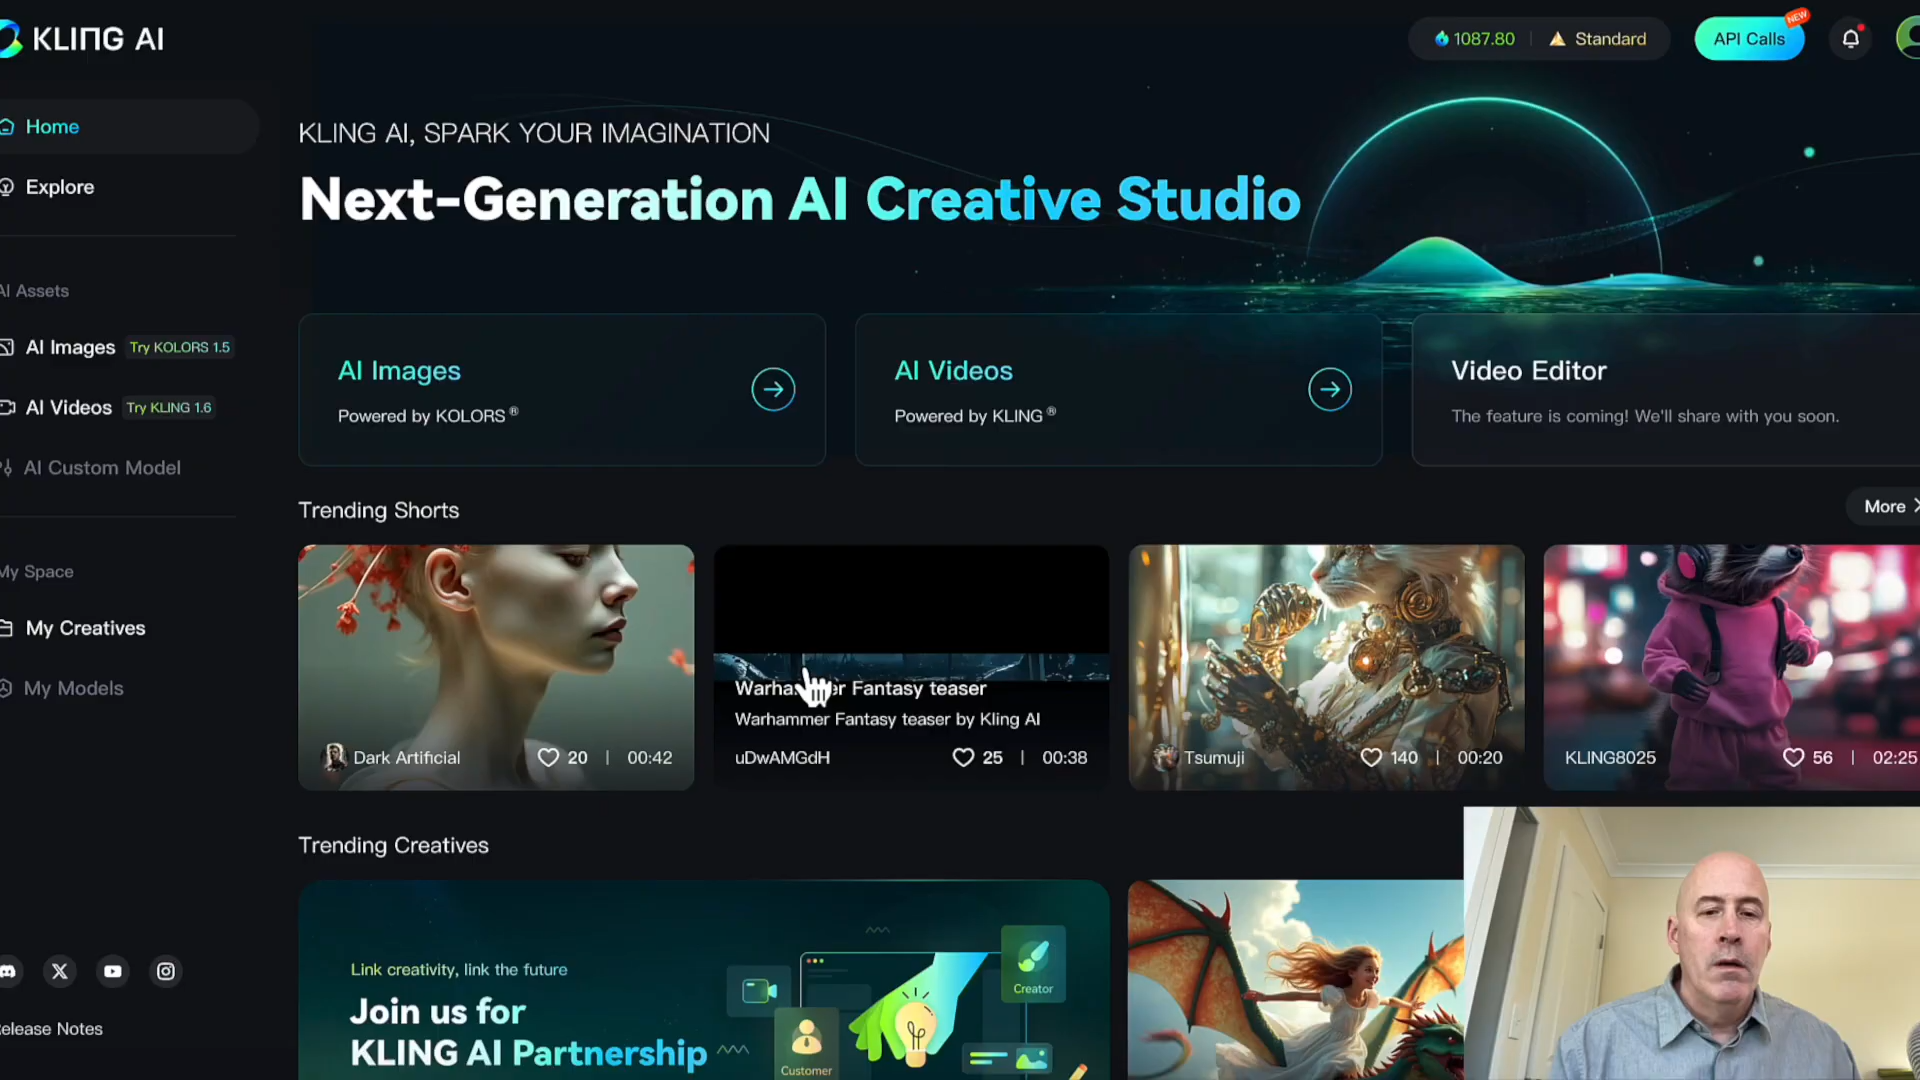 KLING AI
1087.80
Standard
API Calls
NEW
Home
Explore
AI Assets
AI Images
Try KOLORS 1.5
AI Videos
Try KLING 1.6
AI Custom Model
My Space
My Creatives
My Models
elease Notes
KLING AI, SPARK YOUR IMAGINATION
Next-Generation AI Creative Studio
AI Images
Powered by KOLORS ®
AI Videos
Powered by KLING ®
Video Editor
The feature is coming! We'll share with you soon.
Trending Shorts
More
Dark Artificial
20 | 00:42
Fantasy teaser
Warhammer Fantasy teaser by Kling AI
uDwAMGdH
25 | 00:38
Tsumuji
140 | 00:20
KLING8025
56 | 02:25
Trending Creatives
Link creativity, link the future
Join us for
KLING AI Partnership
Creator
Customer